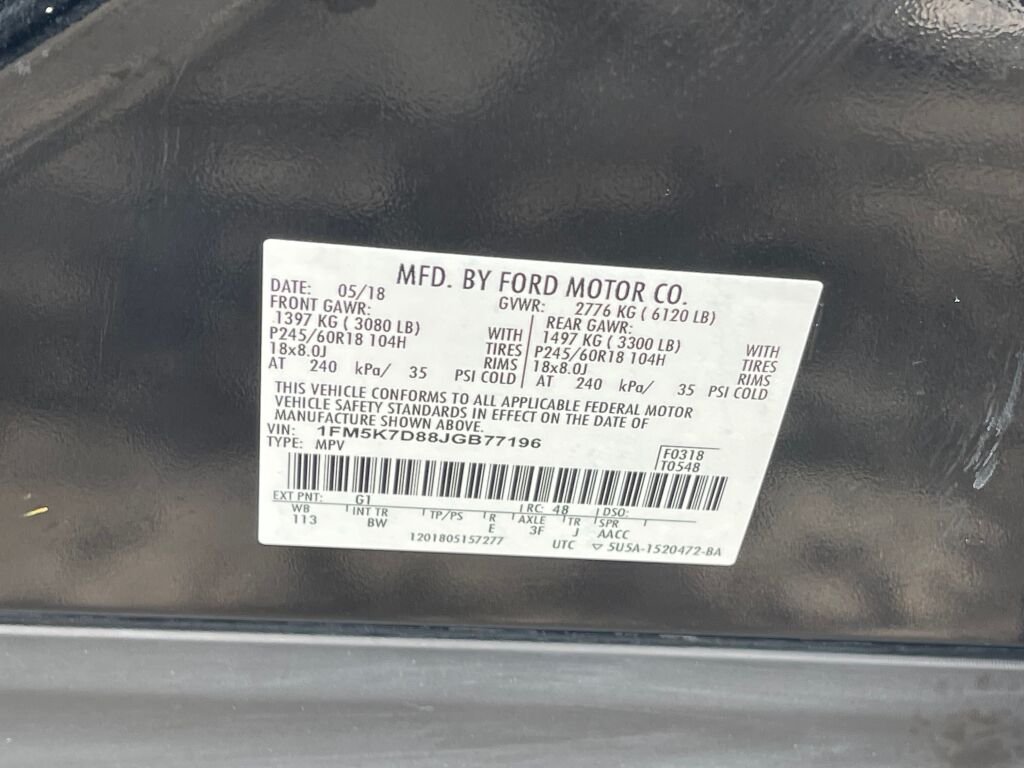 MFD. BY FORD MOTOR CO.
DATE: 05/18 GVWR: 2776 KG ( 6120 LB)
FRONT GAWR: REAR GAWR:
1397 KG ( 3080 LB) WITH 1497 KG ( 3300 LB) WITH
P245/60R18 104H TIRES P245/60R18 104H TIRES
18x8.0J RIMS 18x8.0J RIMS
AT 240 kPa/ 35 PSI COLD AT 240 kPa/ 35 PSI COLD
THIS VEHICLE CONFORMS TO ALL APPLICABLE FEDERAL MOTOR
VEHICLE SAFETY STANDARDS IN EFFECT ON THE DATE OF
MANUFACTURE SHOWN ABOVE.
VIN: 1FM5K7D88JGB77196
TYPE: MPV
F0318
T0548
EXT PNT: G1 RC: 48 DSO:
WB INT TR TP/PS R AXLE TR SPR
113 BW E 3F J AACC
1201805157277 UTC ▽ 5U5A-1520472-BA